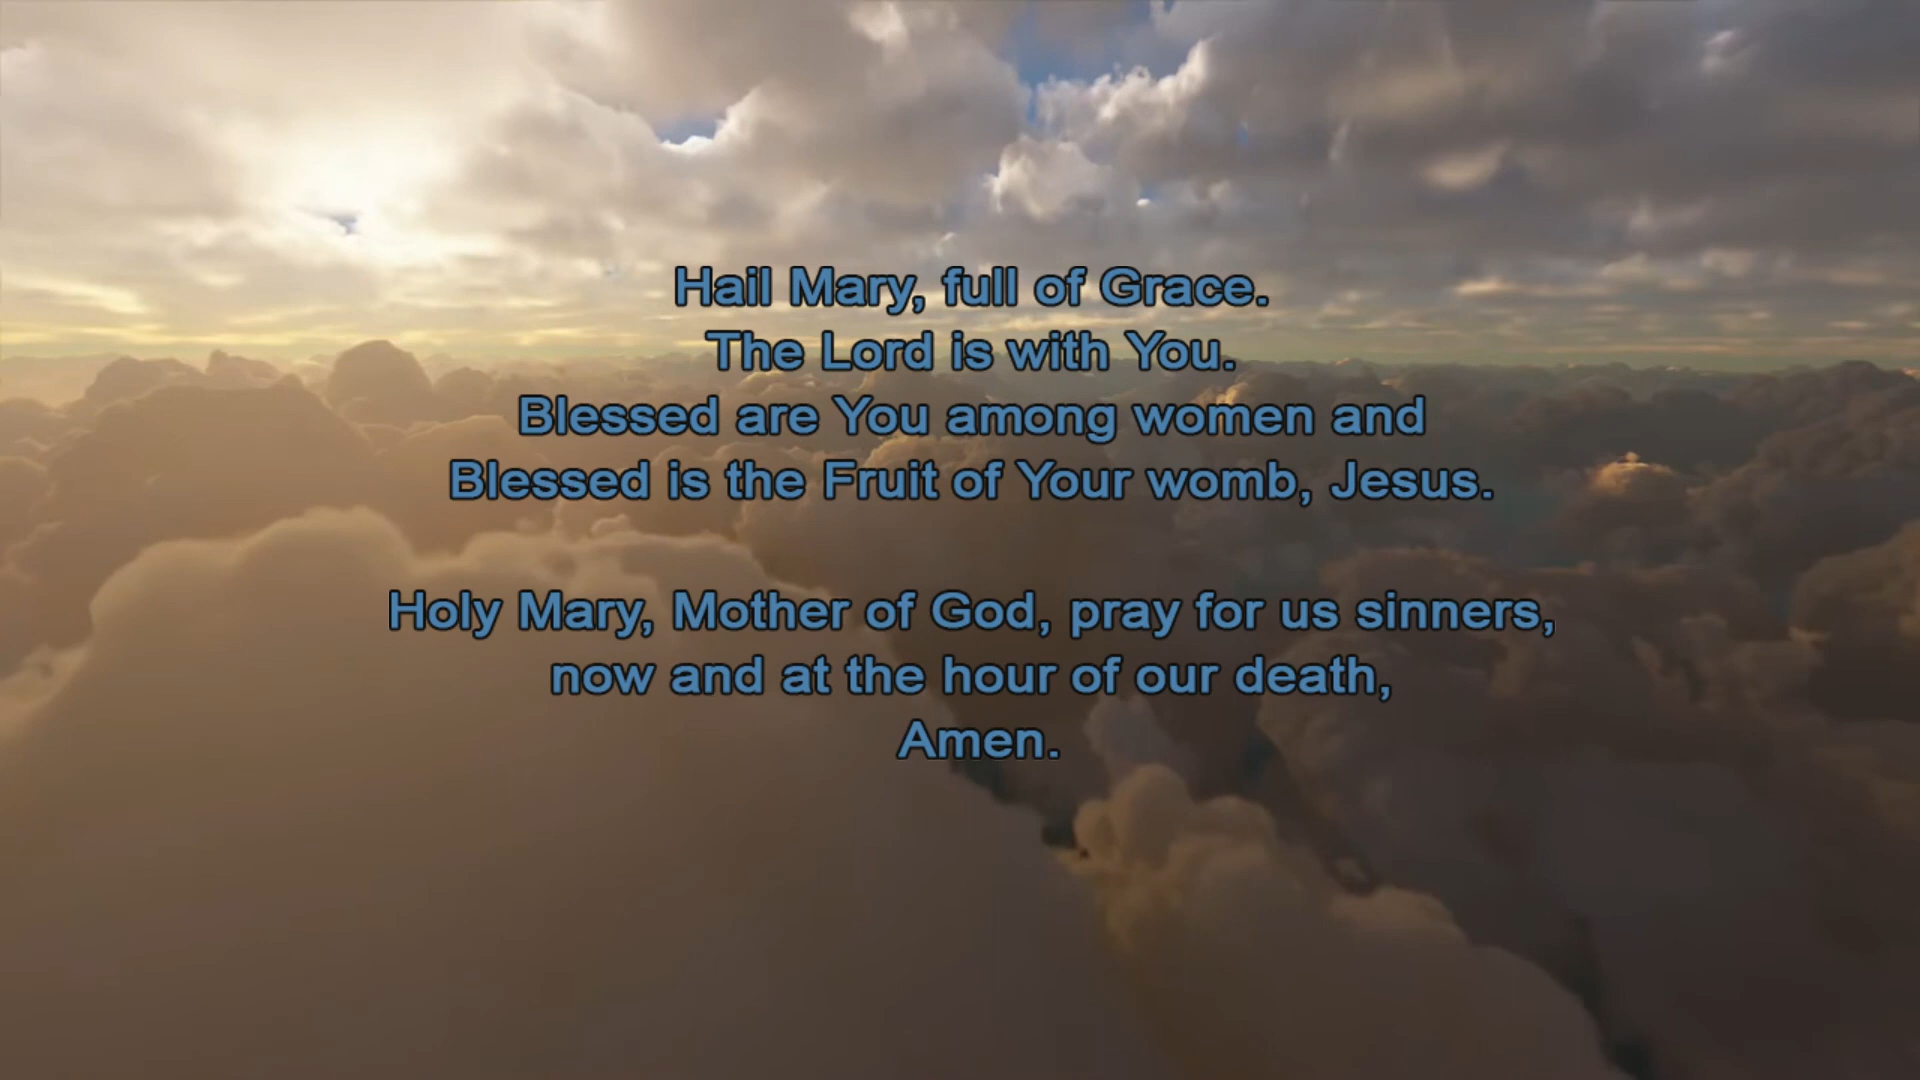 Hail Mary, full of Grace.
The Lord is with You.
Blessed are You among women and
Blessed is the Fruit of Your womb, Jesus.
Holy Mary, Mother of God, pray for us sinners,
now and at the hour of our death,
Amen.